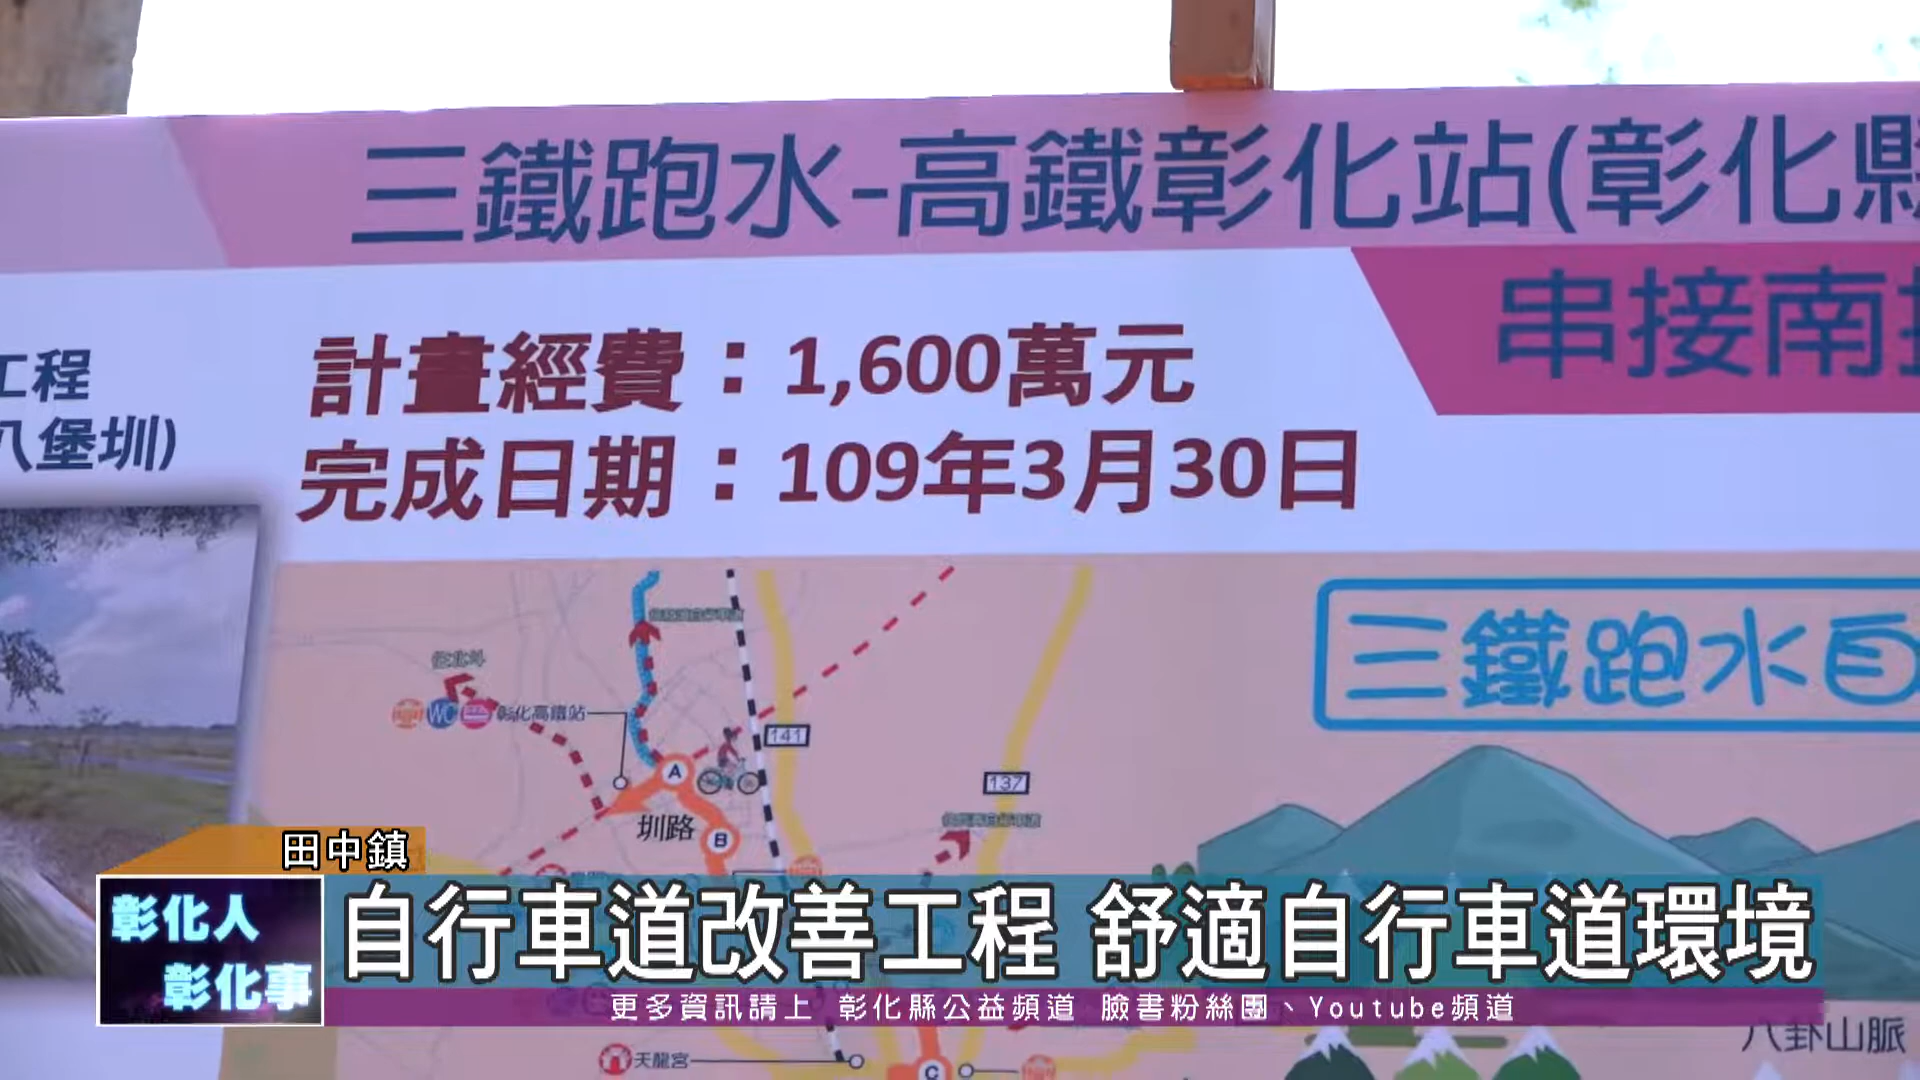 三鐵跑水-高鐵彰化站(彰化縣
串接南
工程
八堡圳)
計畫經費：1,600萬元
完成日期：109年3月30日
三鐵跑水自
往北斗
WC
彰化高鐵站
141
137
A
圳路
B
田中鎮
彰化人
彰化事
自行車道改善工程 舒適自行車道環境
更多資訊請上 彰化縣公益頻道 臉書粉絲團、Youtube頻道
八卦山脈
天龍宮
C